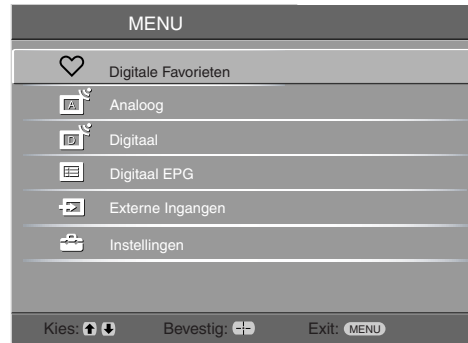 MENU
Digitale Favorieten
A Analoog
D Digitaal
Digitaal EPG
Externe Ingangen
Instellingen
Kies: Bevestig: Exit: MENU